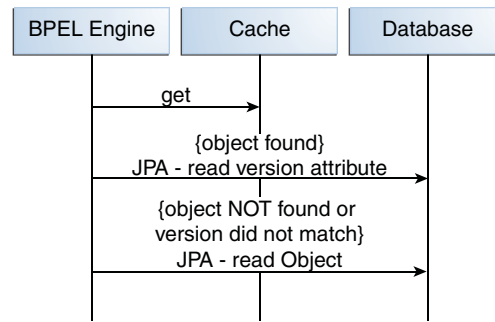 BPEL Engine
Cache
Database
get
{object found}
JPA - read version attribute
{object NOT found or
version did not match}
JPA - read Object